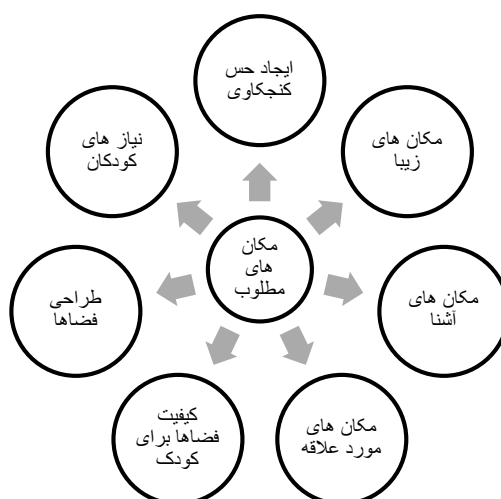 ایجاد حس
کنجکاوی
مکان های
زیبا
مکان های
آشنا
مکان های
مورد علاقه
کیفیت
فضاها برای
کودک
طراحی
فضاها
نیاز های
کودکان
مکان
های
مطلوب